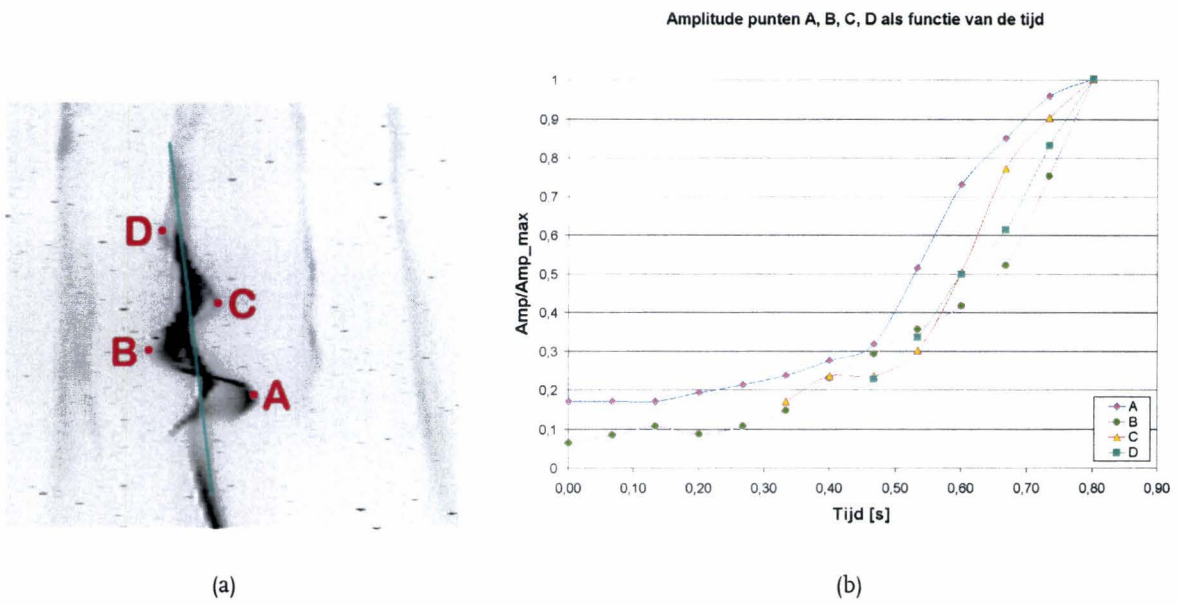 Amplitude punten A, B, C, D als functie van de tijd
D
C
B
A
Amp/Amp_max
1
0,9
0,8
0,7
0,6
0,5
0,4
0,3
0,2
0,1
0
0,00 0,10 0,20 0,30 0,40 0,50 0,60 0,70 0,80 0,90
Tijd [s]
A
B
C
D
(a)
(b)